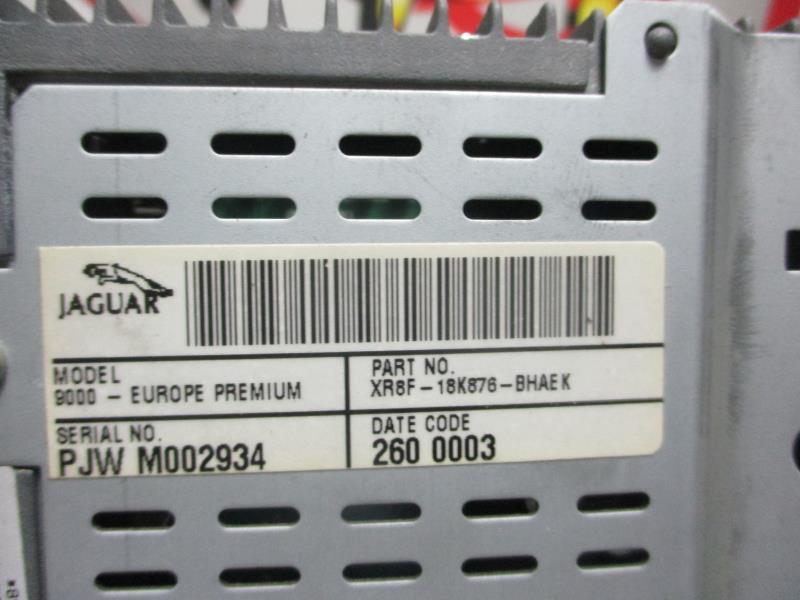 JAGUAR
MODEL
9000 - EUROPE PREMIUM
PART NO.
XR8F-18K876-BHAEK
SERIAL NO.
PJW M002934
DATE CODE
260 0003